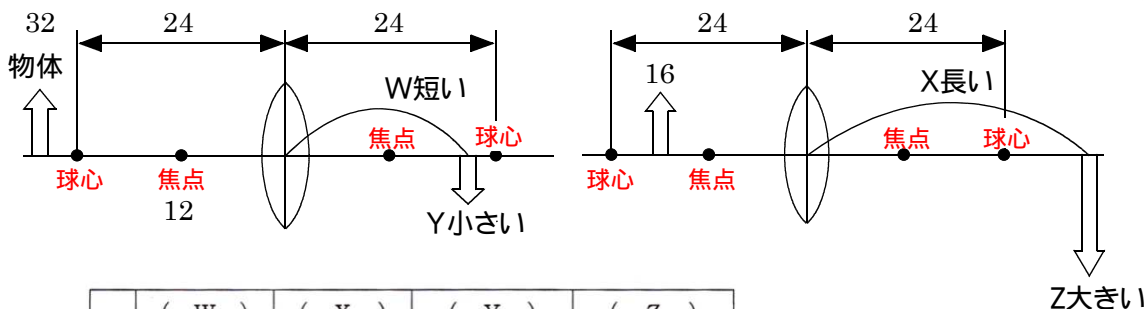 32
24
24
物体
W短い
焦点
球心
球心
焦点
12
Y小さい
24
24
16
X長い
焦点
球心
球心
焦点
Z大きい
( W )
( X )
( Y )
( Z )